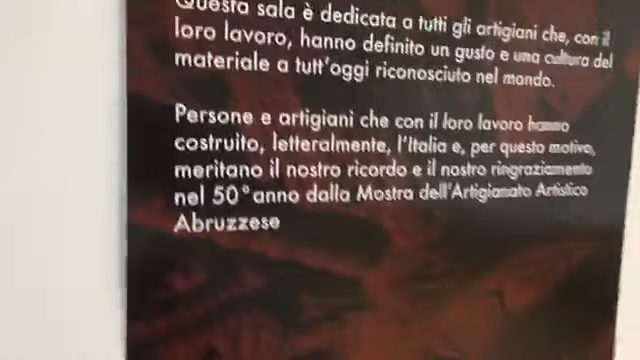 Questa sala è dedicata a tutti gli artigiani che, con il
loro lavoro, hanno definito un gusto e una cultura del
materiale a tutt'oggi riconosciuto nel mondo.
Persone e artigiani che con il loro lavoro hanno
costruito, letteralmente, l'Italia e, per questo motivo,
meritano il nostro ricordo e il nostro ringraziamento
nel 50° anno dalla Mostra dell'Artigianato Artistico
Abruzzese